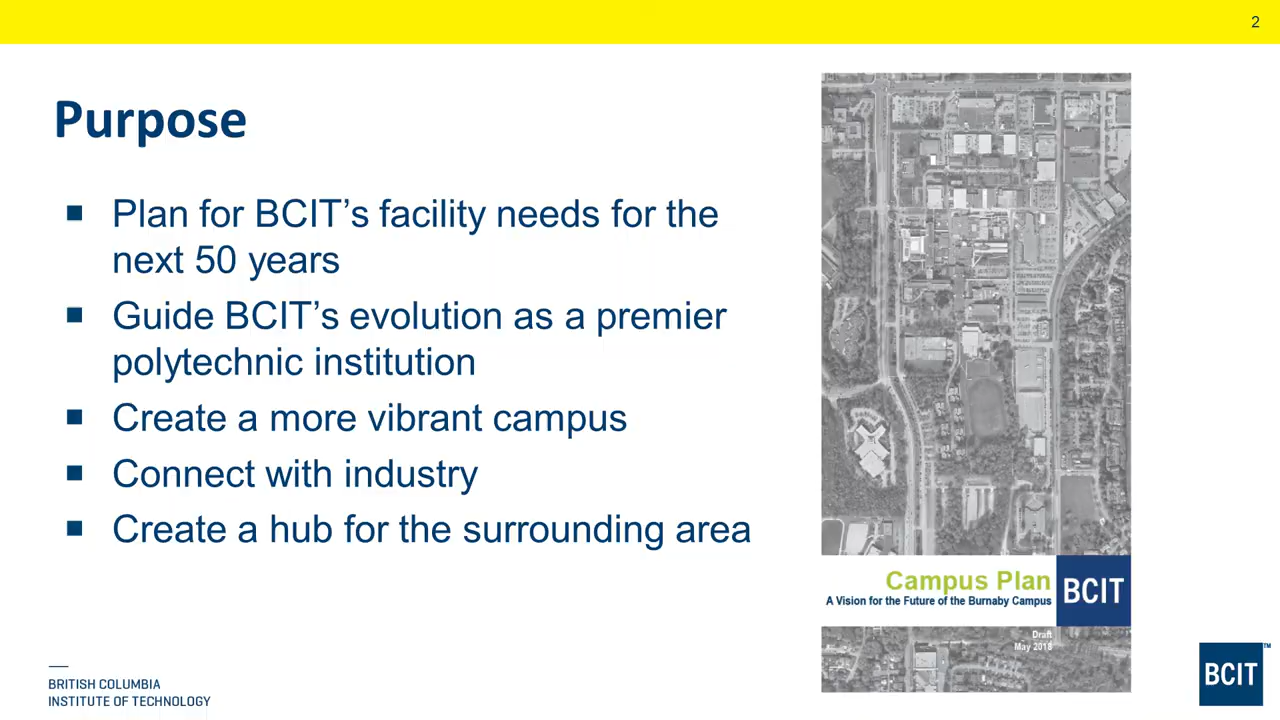 2
Purpose
Plan for BCIT’s facility needs for the
next 50 years
Guide BCIT’s evolution as a premier
polytechnic institution
Create a more vibrant campus
Connect with industry
Create a hub for the surrounding area
Campus Plan
A Vision for the Future of the Burnaby Campus
BCIT
Draft
May 2018
BRITISH COLUMBIA
INSTITUTE OF TECHNOLOGY
BCIT™